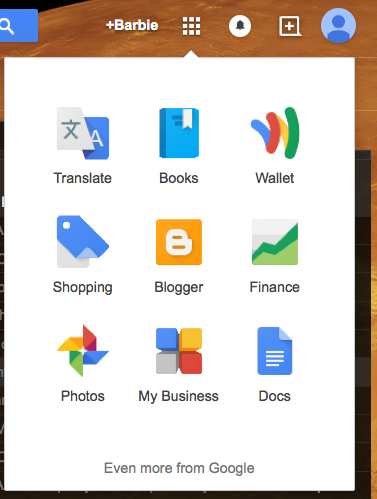 +Barbie
Translate
Books
Wallet
Shopping
Blogger
Finance
Photos
My Business
Docs
Even more from Google